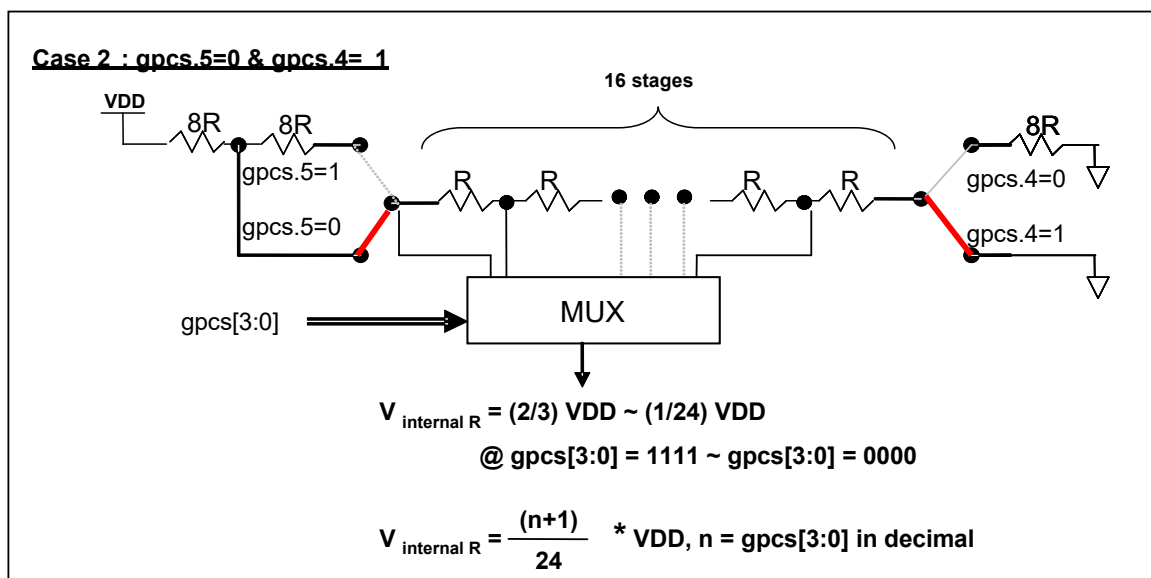 Case 2 : gpcs.5=0 & gpcs.4= 1
16 stages
VDD
8R
8R
8R
gpcs.5=1
R
R
R
R
gpcs.4=0
gpcs.5=0
gpcs.4=1
gpcs[3:0]
MUX
V internal R = (2/3) VDD ~ (1/24) VDD
@ gpcs[3:0] = 1111 ~ gpcs[3:0] = 0000
V internal R = (n+1) / 24 * VDD, n = gpcs[3:0] in decimal